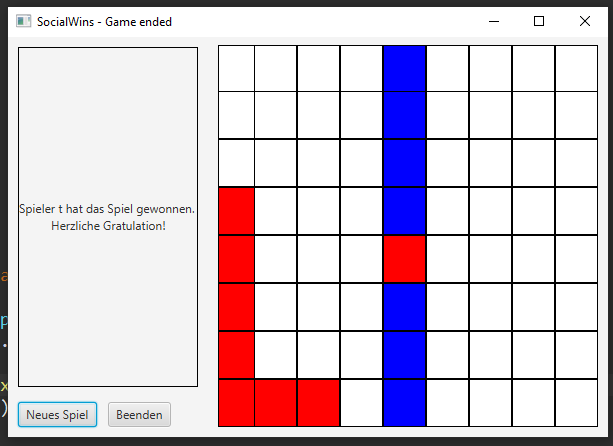 SocialWins - Game ended
Spieler t hat das Spiel gewonnen.
Herzliche Gratulation!
Neues Spiel
Beenden